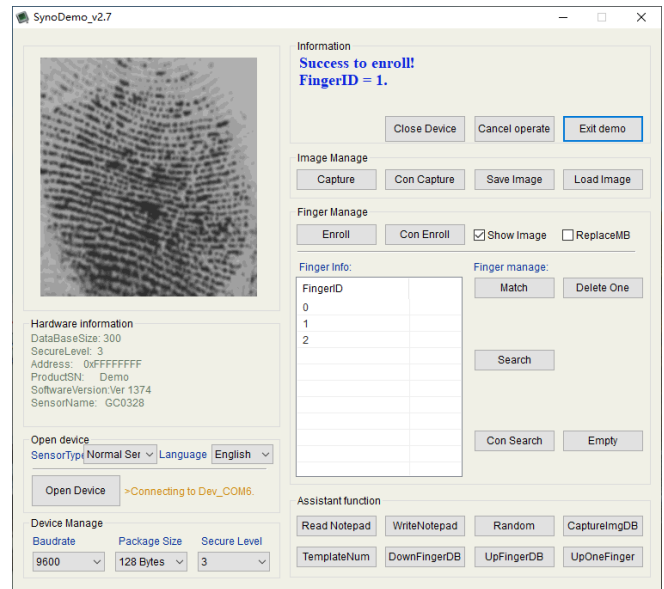 SynoDemo_v2.7
Information
Success to enroll!
FingerID = 1.
Close Device Cancel operate Exit demo
Image Manage
Capture Con Capture Save Image Load Image
Finger Manage
Enroll Con Enroll Show Image ReplaceMB
Finger Info: Finger manage:
FingerID
0
1
2
Match Delete One
Search
Con Search Empty
Hardware information
DataBaseSize: 300
SecureLevel: 3
Address: 0xFFFFFFFF
ProductSN: Demo
SoftwareVersion:Ver 1374
SensorName: GC0328
Open device
SensorType Normal Ser Language English
Open Device >Connecting to Dev_COM6.
Device Manage
Baudrate Package Size Secure Level
9600 128 Bytes 3
Assistant function
Read Notepad WriteNotepad Random CaptureImgDB
TemplateNum DownFingerDB UpFingerDB UpOneFinger